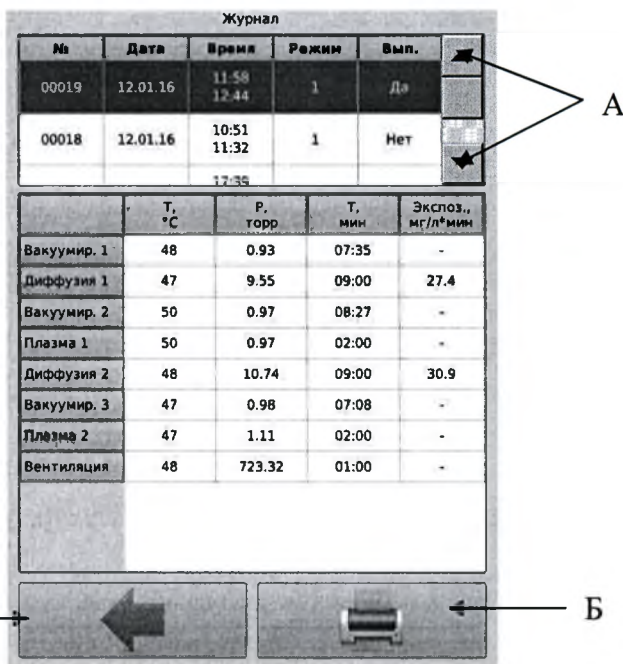 Журнал
№ Дата Время Режим Вып.
00019 12.01.16 11:58 12:44 1 Да
00018 12.01.16 10:51 11:32 1 Нет
17:39
А
Т, °C Р, торр Т, мин Экспоз., мг/л*мин
Вакуумир. 1 48 0.93 07:35 -
Диффузия 1 47 9.55 09:00 27.4
Вакуумир. 2 50 0.97 08:27 -
Плазма 1 50 0.97 02:00 -
Диффузия 2 48 10.74 09:00 30.9
Вакуумир. 3 47 0.98 07:08 -
Плазма 2 47 1.11 02:00 -
Вентиляция 48 723.32 01:00 -
Б